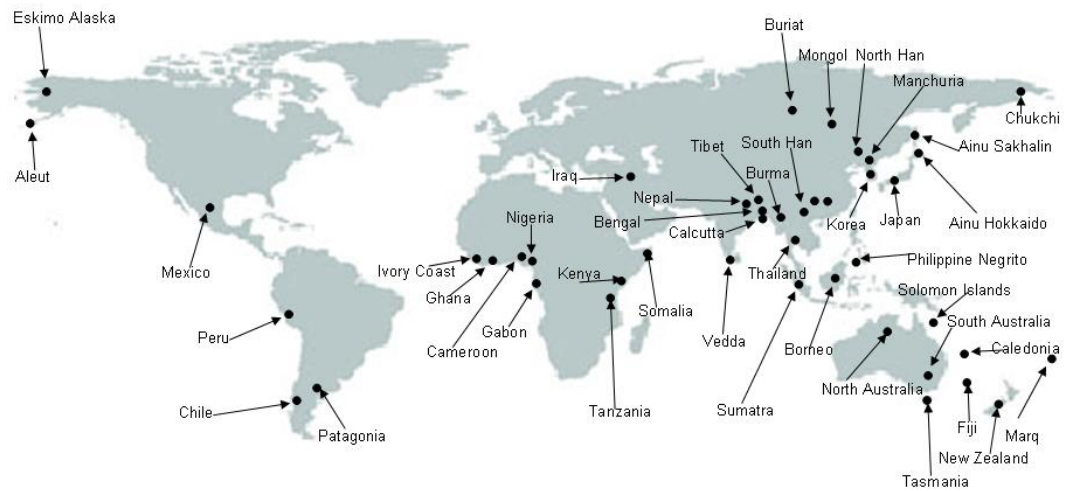 Eskimo Alaska
Buriat
Mongol North Han
Manchuria
Chukchi
South Han
Ainu Sakhalin
Tibet
Aleut
Iraq
Burma
Nepal
Nigeria
Bengal
Korea
Japan
Ainu Hokkaido
Calcutta
Mexico
Ivory Coast
Kenya
Thailand
Philippine Negrito
Ghana
Solomon Islands
Somalia
Gabon
South Australia
Peru
Vedda
Cameroon
Borneo
Caledonia
North Australia
Chile
Tanzania
Sumatra
Fiji
Patagonia
Marq
New Zealand
Tasmania